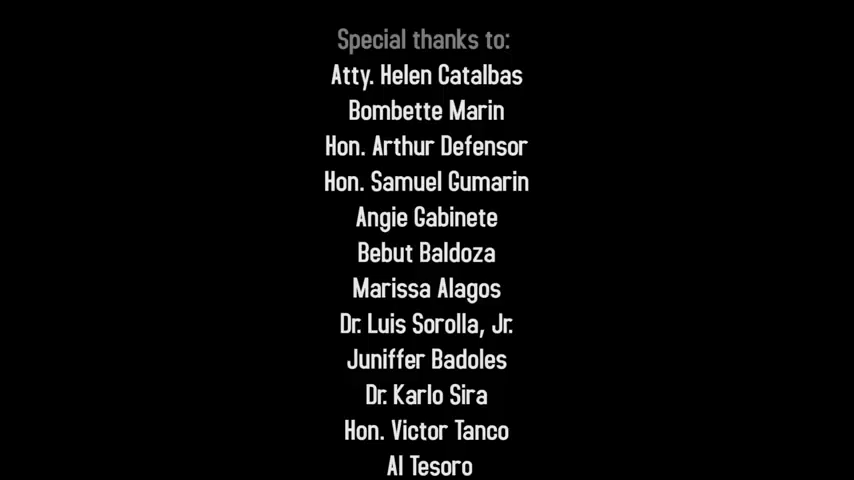 Special thanks to:
Atty. Helen Catalbas
Bombette Marin
Hon. Arthur Defensor
Hon. Samuel Gumarin
Angie Gabinete
Bebut Baldoza
Marissa Alagos
Dr. Luis Sorolla, Jr.
Juniffer Badoles
Dr. Karlo Sira
Hon. Victor Tanco
Al Tesoro